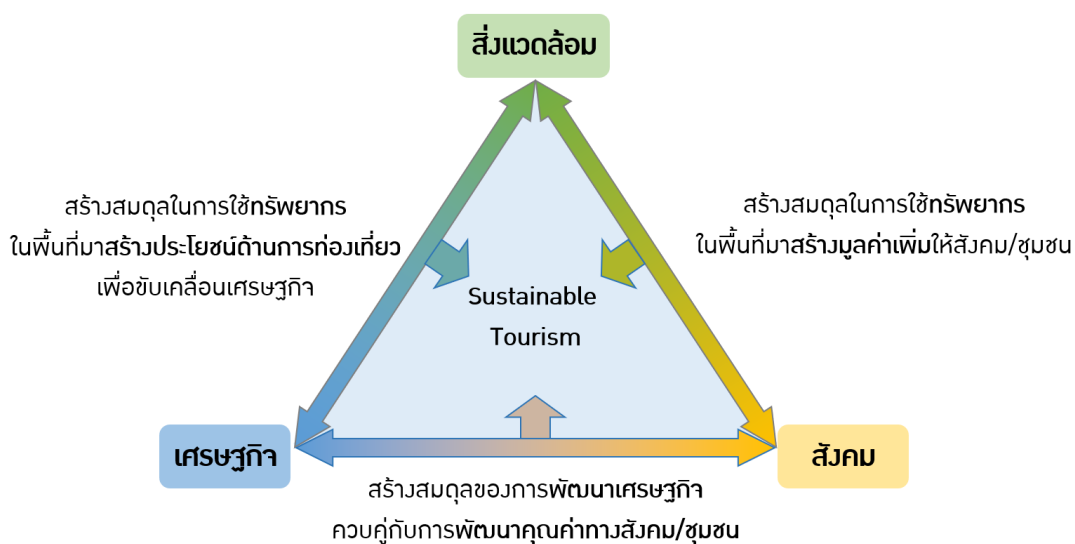 สิ่งแวดล้อม
สร้างสมดุลในการใช้ทรัพยากร
ในพื้นที่มาสร้างประโยชน์ด้านการท่องเที่ยว
เพื่อขับเคลื่อนเศรษฐกิจ
สร้างสมดุลในการใช้ทรัพยากร
ในพื้นที่มาสร้างมูลค่าเพิ่มให้สังคม/ชุมชน
Sustainable
Tourism
เศรษฐกิจ
สังคม
สร้างสมดุลของการพัฒนาเศรษฐกิจ
ควบคู่กับการพัฒนาคุณค่าทางสังคม/ชุมชน